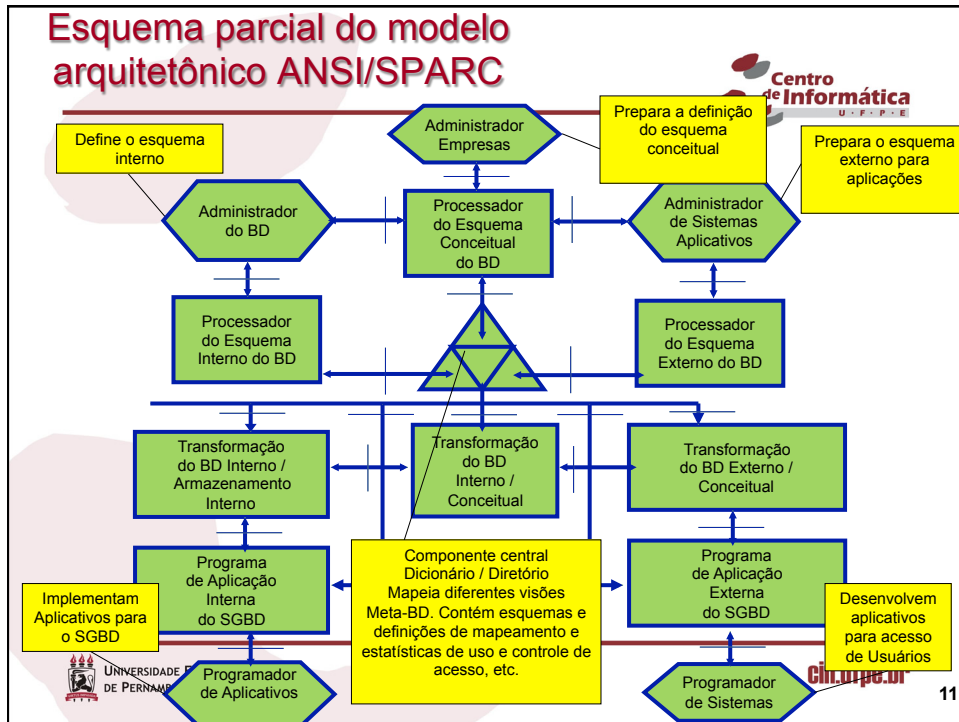 Esquema parcial do modelo
arquitetônico ANSI/SPARC
Centro
de Informática
U · F · P · E
Define o esquema
interno
Administrador
Empresas
Prepara a definição
do esquema
conceitual
Prepara o esquema
externo para
aplicações
Administrador
do BD
Processador
do Esquema
Conceitual
do BD
Administrador
de Sistemas
Aplicativos
Processador
do Esquema
Interno do BD
Processador
do Esquema
Externo do BD
Transformação
do BD Interno /
Armazenamento
Interno
Transformação
do BD
Interno /
Conceitual
Transformação
do BD Externo /
Conceitual
Programa
de Aplicação
Interna
do SGBD
Componente central
Dicionário / Diretório
Mapeia diferentes visões
Meta-BD. Contém esquemas e
definições de mapeamento e
estatísticas de uso e controle de
acesso, etc.
Programa
de Aplicação
Externa
do SGBD
Implementam
Aplicativos para
o SGBD
Desenvolvem
aplicativos
para acesso
de Usuários
UNIVERSIDADE
DE
Programador
de Aplicativos
Programador
de Sistemas
11